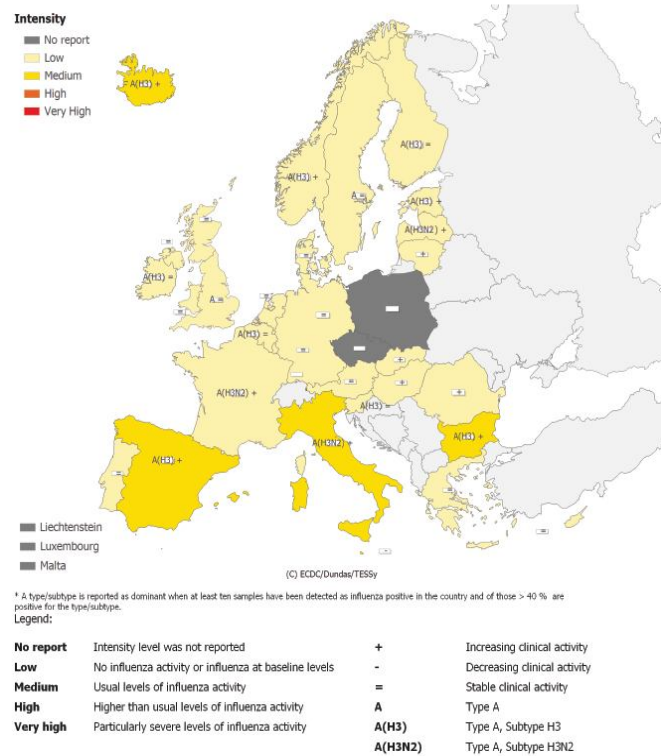 Intensity
No report
Low
Medium
High
Very High
A(H3) +
A(H3) =
A(H3) +
A =
A(H3) +
A(H3N2) +
+
=
=
=
A(H3) =
A =
=
=
=
A(H3) =
=
+
=
+
A(H3N2) +
A(H3) =
+
A(H3N2) +
A(H3) +
A(H3) +
=
=
=
-
Liechtenstein
Luxembourg
Malta
(C) ECDC/Dundas/TESSy
* A type/subtype is reported as dominant when at least ten samples have been detected as influenza positive in the country and of those > 40 % are
positive for the type/subtype.
Legend:
No report Intensity level was not reported + Increasing clinical activity
Low No influenza activity or influenza at baseline levels - Decreasing clinical activity
Medium Usual levels of influenza activity = Stable clinical activity
High Higher than usual levels of influenza activity A Type A
Very high Particularly severe levels of influenza activity A(H3) Type A, Subtype H3
A(H3N2) Type A, Subtype H3N2